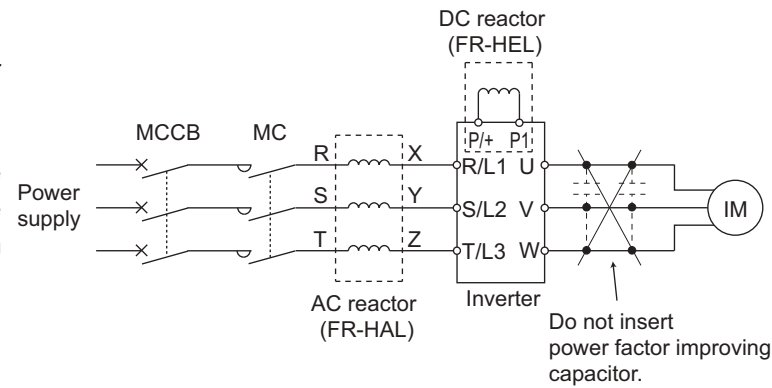 DC reactor
(FR-HEL)
P/+ P1
MCCB MC
R X R/L1 U
Power
supply
S Y S/L2 V IM
T Z T/L3 W
AC reactor
(FR-HAL)
Inverter
Do not insert
power factor improving
capacitor.